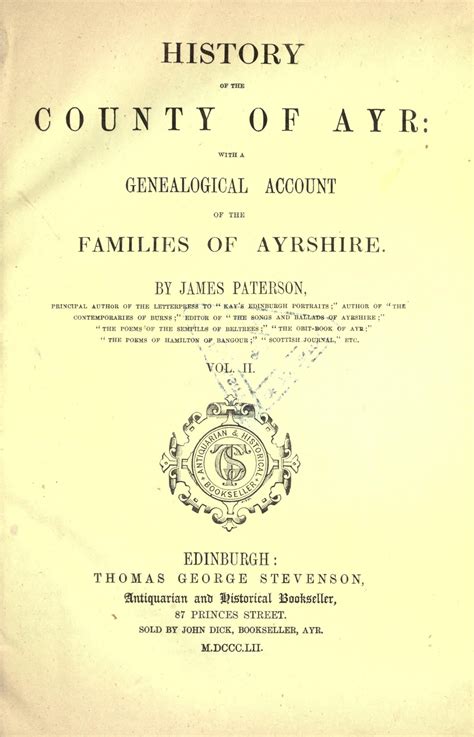 HISTORY
OF THE
COUNTY OF AYR:
WITH A
GENEALOGICAL ACCOUNT
OF THE
FAMILIES OF AYRSHIRE.
BY JAMES PATERSON,
PRINCIPAL AUTHOR OF THE LETTERPRESS TO "KAY'S EDINBURGH PORTRAITS;" AUTHOR OF "THE
CONTEMPORARIES OF BURNS;" EDITOR OF "THE SONGS AND BALLADS OF AYRSHIRE;"
"THE POEMS OF THE SEMPILLS OF BELTREES;" "THE OBIT-BOOK OF AYR;"
"THE POEMS OF HAMILTON OF BANGOUR;" "SCOTTISH JOURNAL," ETC.
VOL. II.
ANTIQUARIAN & HISTORICAL
BOOKSELLER
EDINBURGH:
THOMAS GEORGE STEVENSON,
Antiquarian and Historical Bookseller,
87 PRINCES STREET.
SOLD BY JOHN DICK, BOOKSELLER, AYR.
M.DCCC.LII.